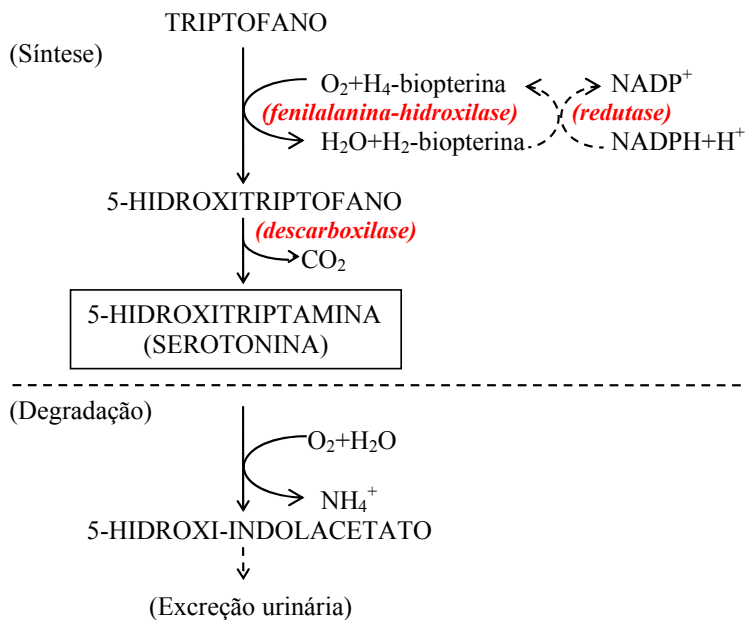 TRIPTOFANO
(Síntese)
O₂+H₄-biopterina
NADP⁺
(fenilalanina-hidroxilase)
(redutase)
H₂O+H₂-biopterina
NADPH+H⁺
5-HIDROXITRIPTOFANO
(descarboxilase)
CO₂
5-HIDROXITRIPTAMINA
(SEROTONINA)
(Degradação)
O₂+H₂O
NH₄⁺
5-HIDROXI-INDOLACETATO
(Excreção urinária)